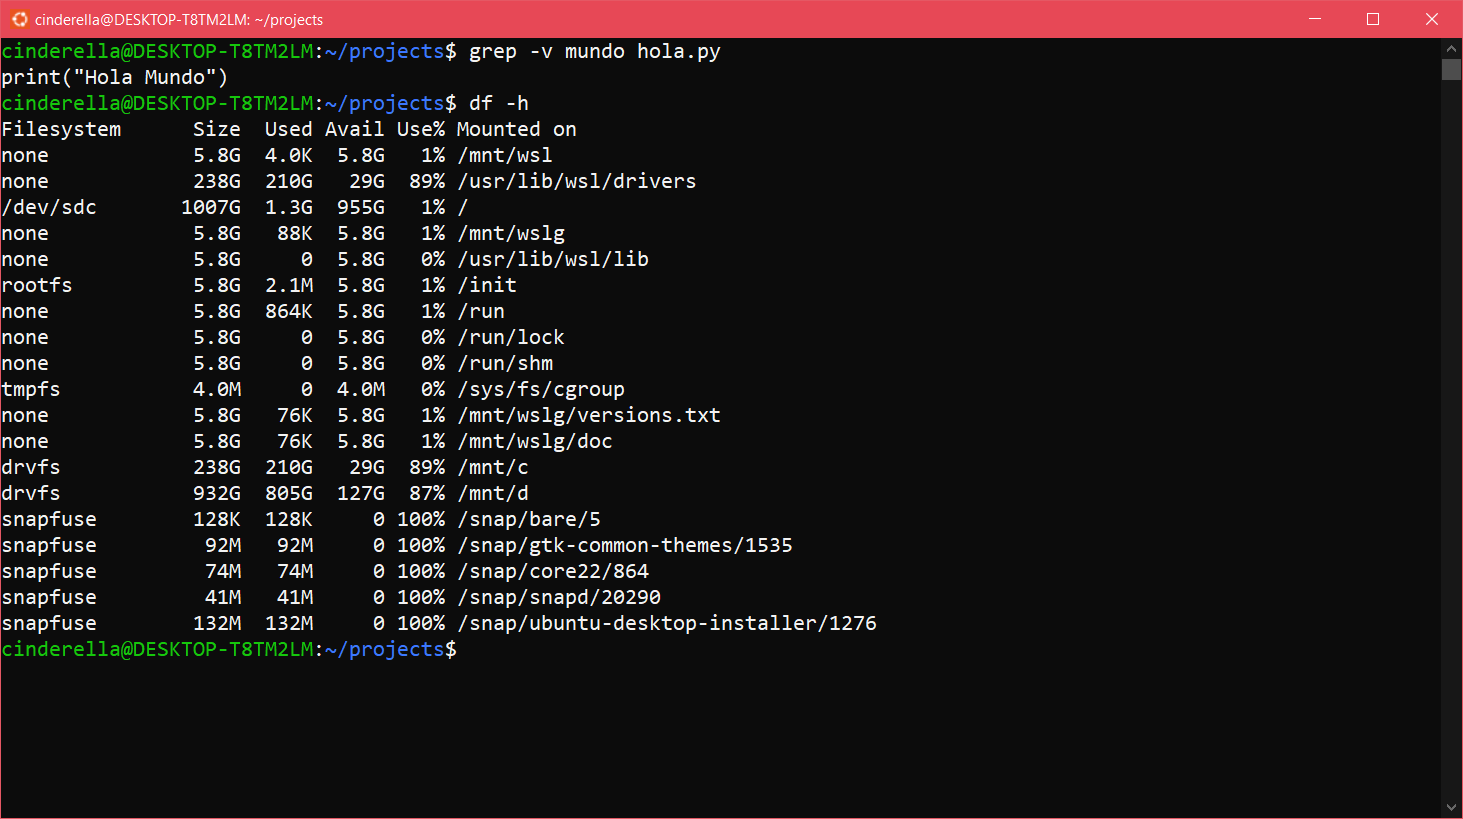 cinderella@DESKTOP-T8TM2LM: ~/projects
cinderella@DESKTOP-T8TM2LM:~/projects$ grep -v mundo hola.py
print("Hola Mundo")
cinderella@DESKTOP-T8TM2LM:~/projects$ df -h
Filesystem      Size  Used Avail Use% Mounted on
none            5.8G  4.0K  5.8G   1% /mnt/wsl
none            238G  210G   29G  89% /usr/lib/wsl/drivers
/dev/sdc       1007G  1.3G  955G   1% /
none            5.8G   88K  5.8G   1% /mnt/wslg
none            5.8G     0  5.8G   0% /usr/lib/wsl/lib
rootfs          5.8G  2.1M  5.8G   1% /init
none            5.8G  864K  5.8G   1% /run
none            5.8G     0  5.8G   0% /run/lock
none            5.8G     0  5.8G   0% /run/shm
tmpfs           4.0M     0  4.0M   0% /sys/fs/cgroup
none            5.8G   76K  5.8G   1% /mnt/wslg/versions.txt
none            5.8G   76K  5.8G   1% /mnt/wslg/doc
drvfs           238G  210G   29G  89% /mnt/c
drvfs           932G  805G  127G  87% /mnt/d
snapfuse        128K  128K     0 100% /snap/bare/5
snapfuse         92M   92M     0 100% /snap/gtk-common-themes/1535
snapfuse         74M   74M     0 100% /snap/core22/864
snapfuse         41M   41M     0 100% /snap/snapd/20290
snapfuse        132M  132M     0 100% /snap/ubuntu-desktop-installer/1276
cinderella@DESKTOP-T8TM2LM:~/projects$